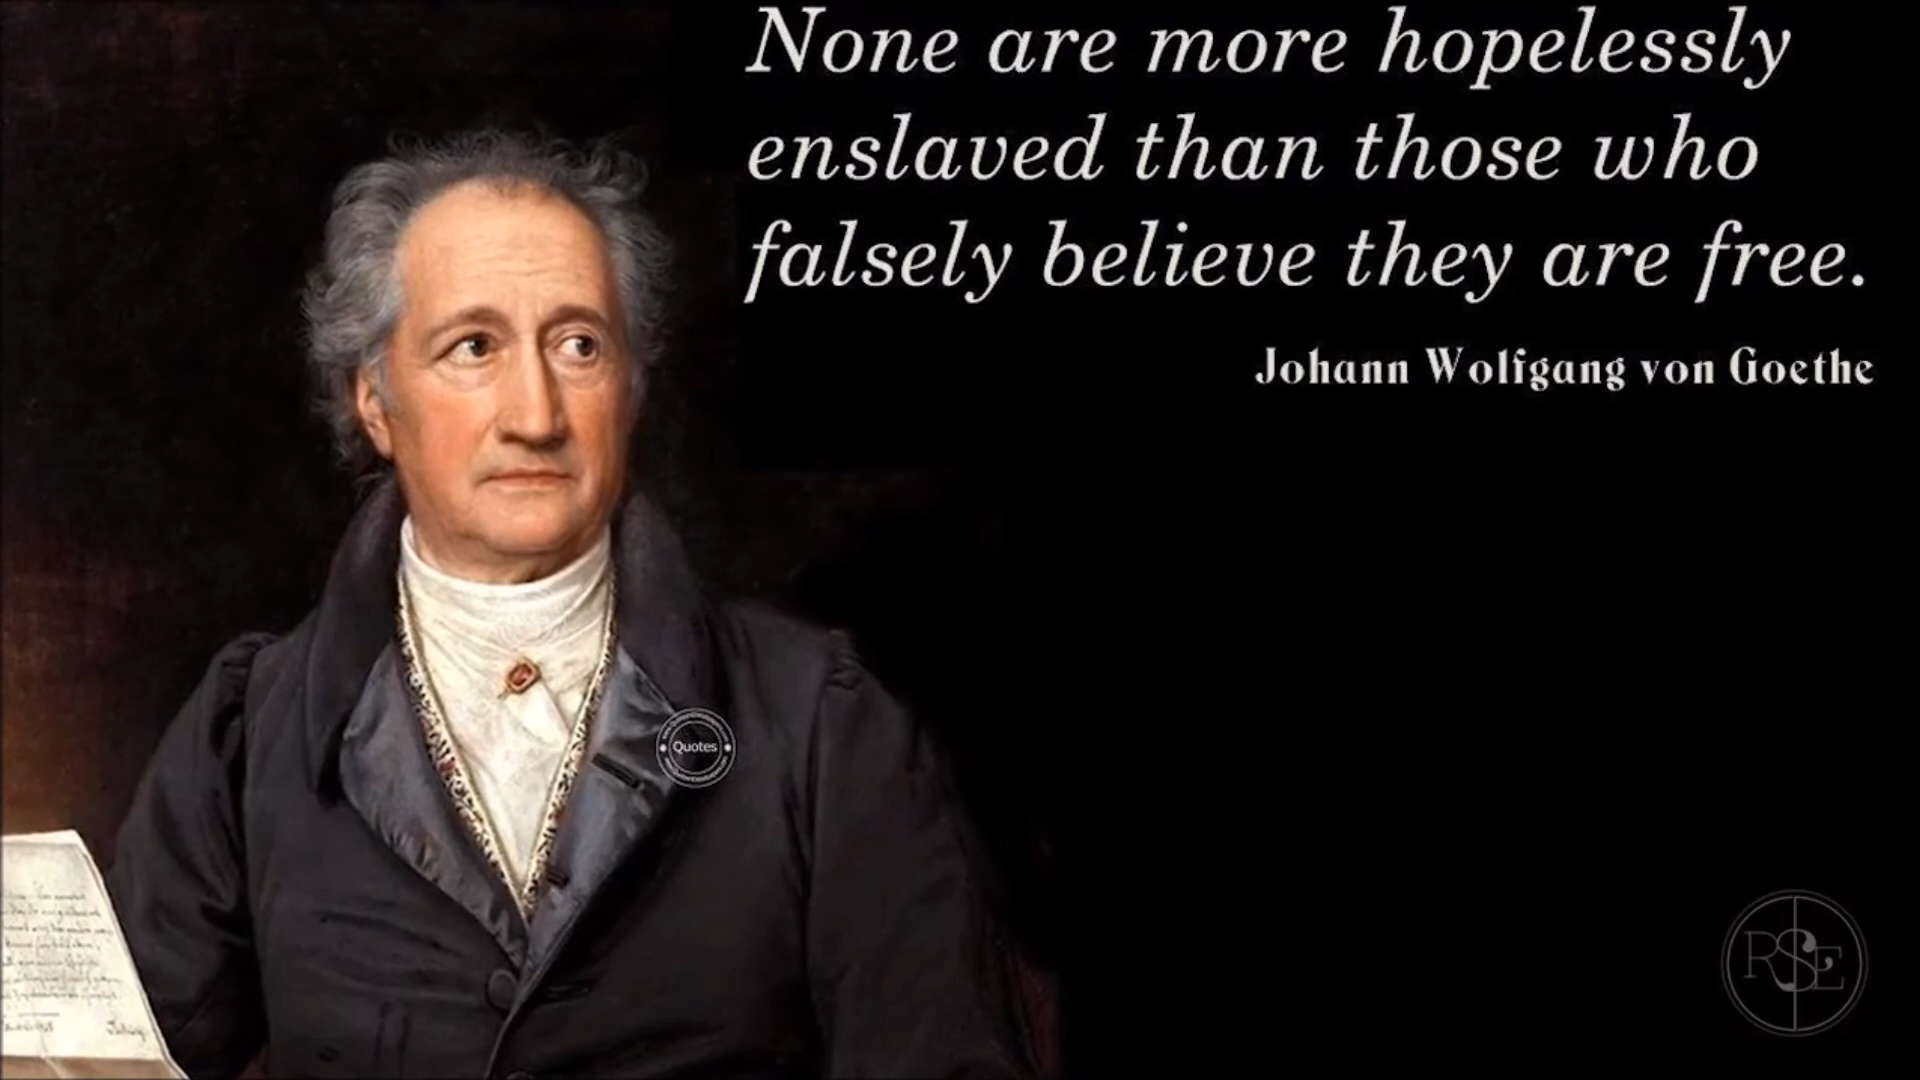 None are more hopelessly
enslaved than those who
falsely believe they are free.
Johann Wolfgang von Goethe
Quotes
RSE